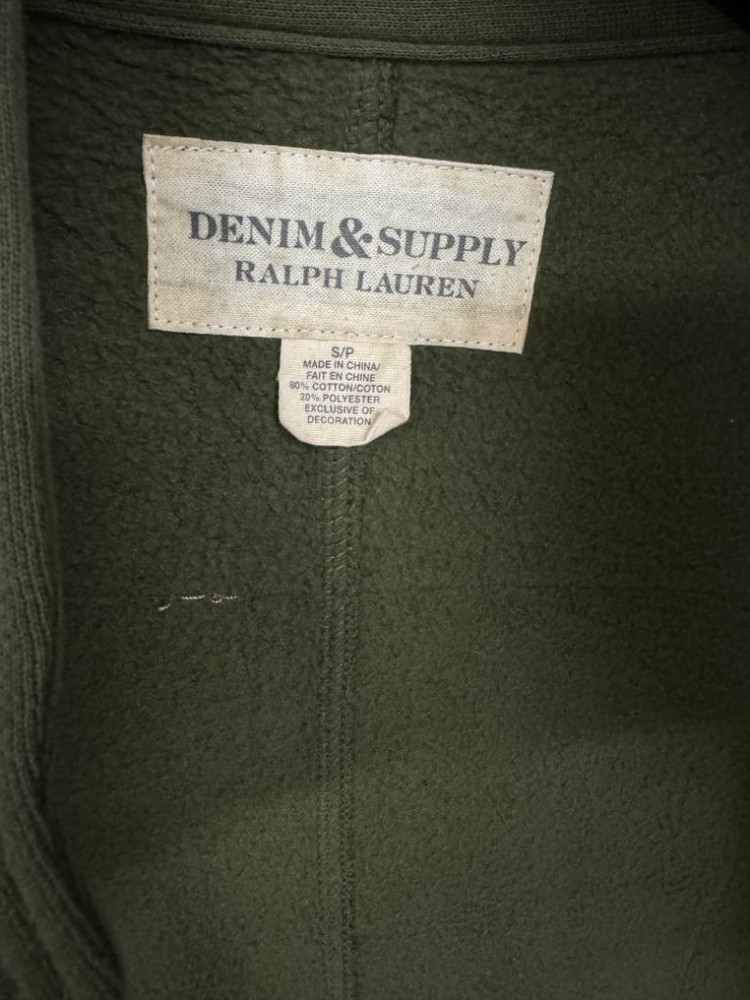 DENIM & SUPPLY
RALPH LAUREN
S/P
MADE IN CHINA/
FAIT EN CHINE
80% COTTON/COTON
20% POLYESTER
EXCLUSIVE OF
DECORATION